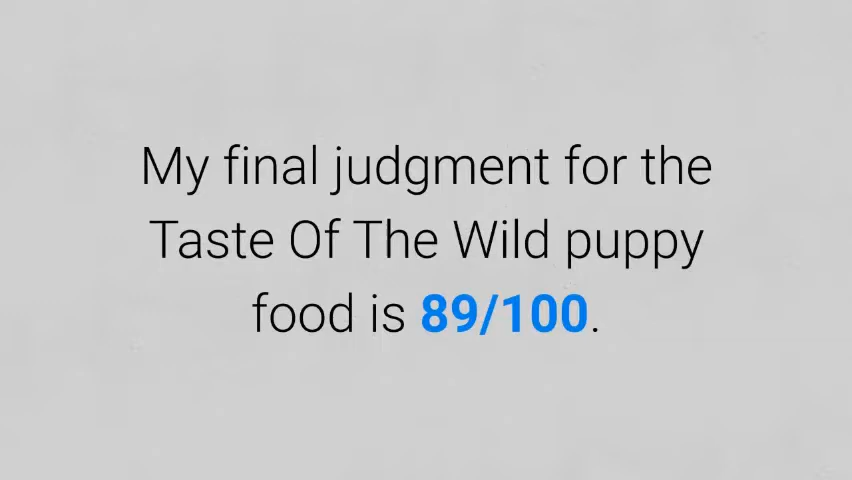 My final judgment for the
Taste Of The Wild puppy
food is 89/100.